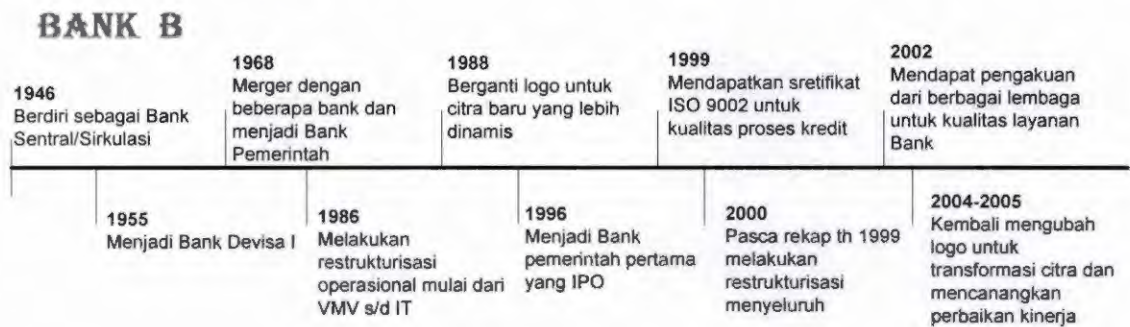 BANK B
1946
Berdiri sebagai Bank
Sentral/Sirkulasi
1968
Merger dengan
beberapa bank dan
menjadi Bank
Pemerintah
1988
Berganti logo untuk
citra baru yang lebih
dinamis
1999
Mendapatkan sretifikat
ISO 9002 untuk
kualitas proses kredit
2002
Mendapat pengakuan
dari berbagai lembaga
untuk kualitas layanan
Bank
1955
Menjadi Bank Devisa I
1986
Melakukan
restrukturisasi
operasional mulai dari
VMV s/d IT
1996
Menjadi Bank
pemerintah pertama
yang IPO
2000
Pasca rekap th 1999
melakukan
restrukturisasi
menyeluruh
2004-2005
Kembali mengubah
logo untuk
transformasi citra dan
mencanangkan
perbaikan kinerja